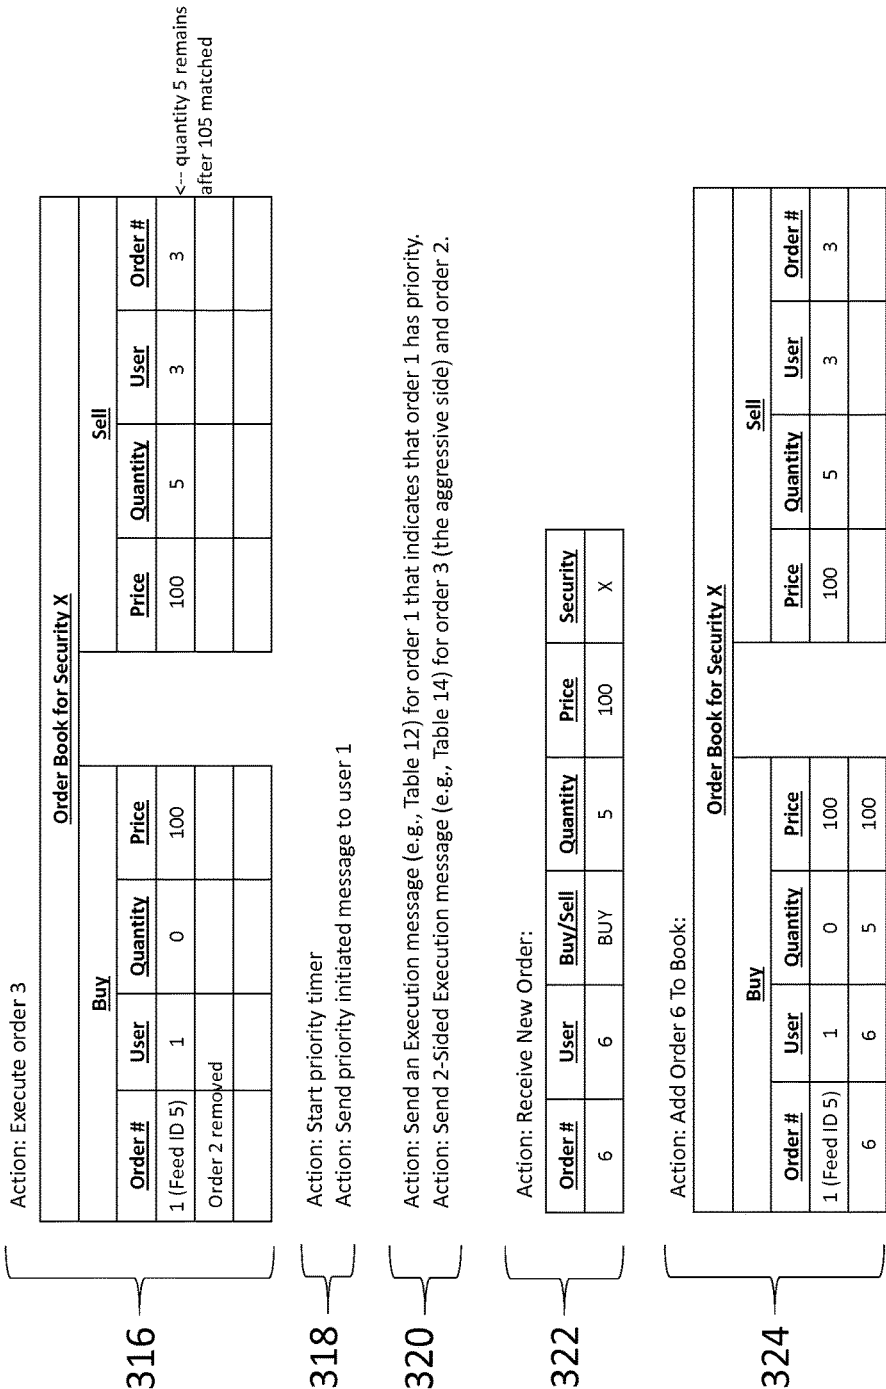 316
Action: Execute order 3
Order Book for Security X
Buy
Sell
Order # User Quantity Price Price Quantity User Order #
1 (Feed ID 5) 1 0 100 100 5 3 3
Order 2 removed
<-- quantity 5 remains
after 105 matched
318
Action: Start priority timer
Action: Send priority initiated message to user 1
320
Action: Send an Execution message (e.g., Table 12) for order 1 that indicates that order 1 has priority.
Action: Send 2-Sided Execution message (e.g., Table 14) for order 3 (the aggressive side) and order 2.
322
Action: Receive New Order:
Order # User Buy/Sell Quantity Price Security
6 6 BUY 5 100 X
324
Action: Add Order 6 To Book:
Order Book for Security X
Buy
Sell
Order # User Quantity Price Price Quantity User Order #
1 (Feed ID 5) 1 0 100 100 5 3 3
6 6 5 100